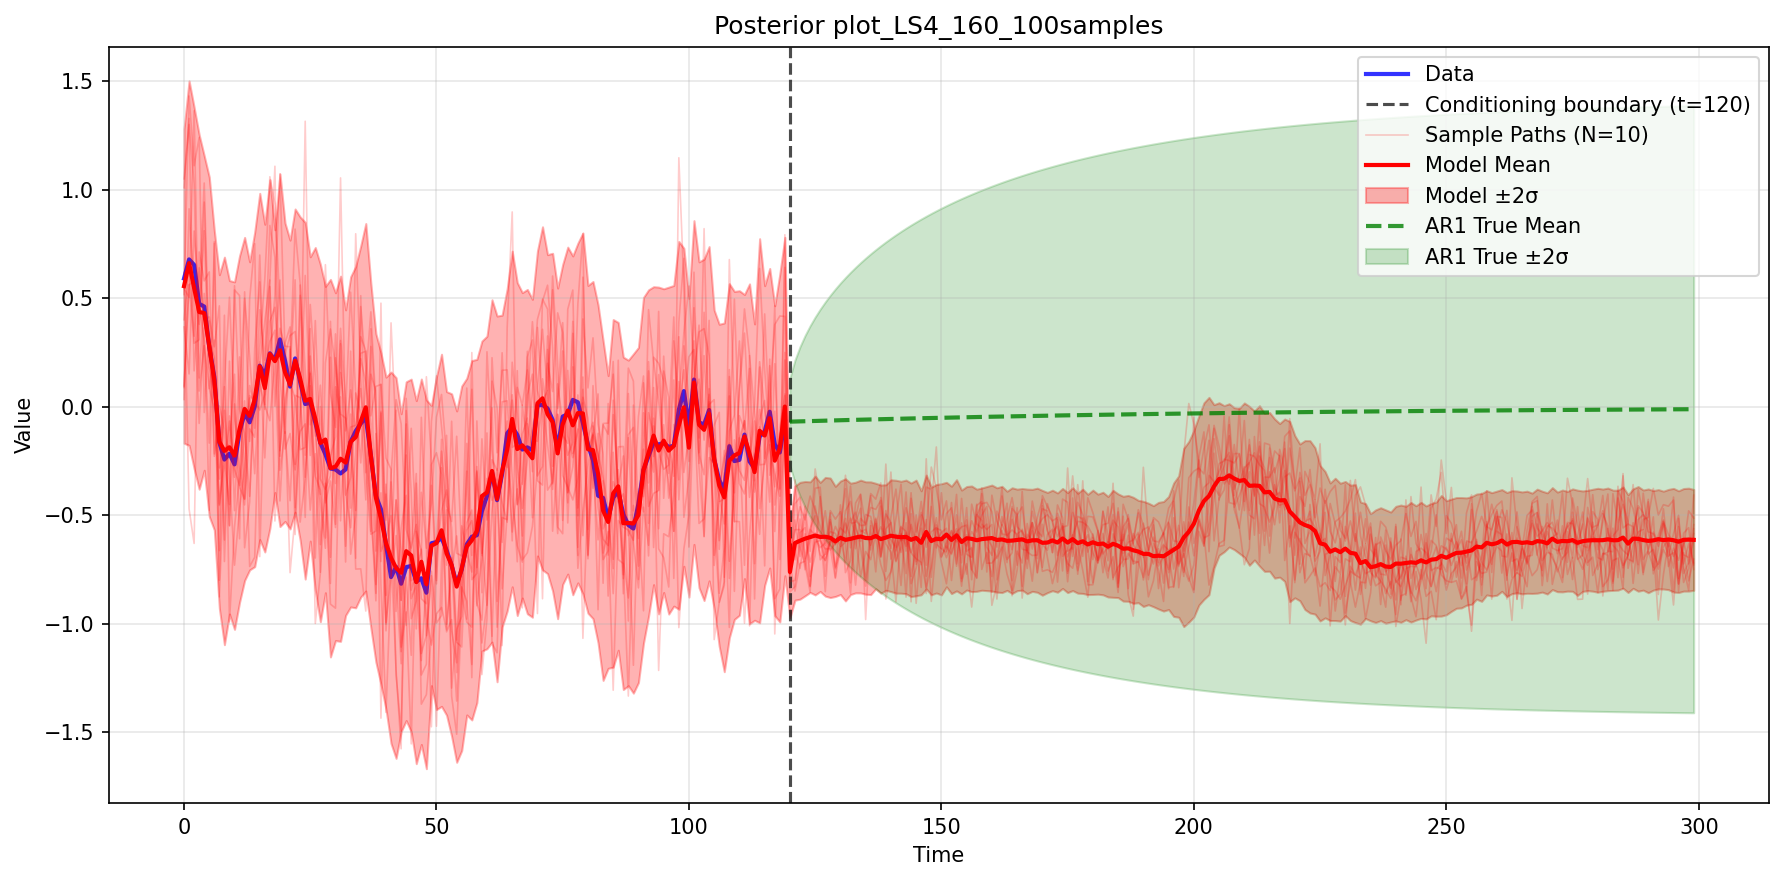 Posterior plot_LS4_160_100samples
Data
Conditioning boundary (t=120)
Sample Paths (N=10)
Model Mean
Model ±2σ
AR1 True Mean
AR1 True ±2σ
Value
1.5
1.0
0.5
0.0
−0.5
−1.0
−1.5
0 50 100 150 200 250 300
Time